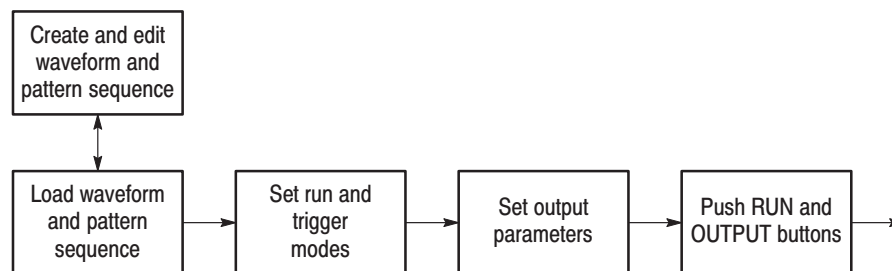 Create and edit
waveform and
pattern sequence
Load waveform
and pattern
sequence
Set run and
trigger
modes
Set output
parameters
Push RUN and
OUTPUT buttons